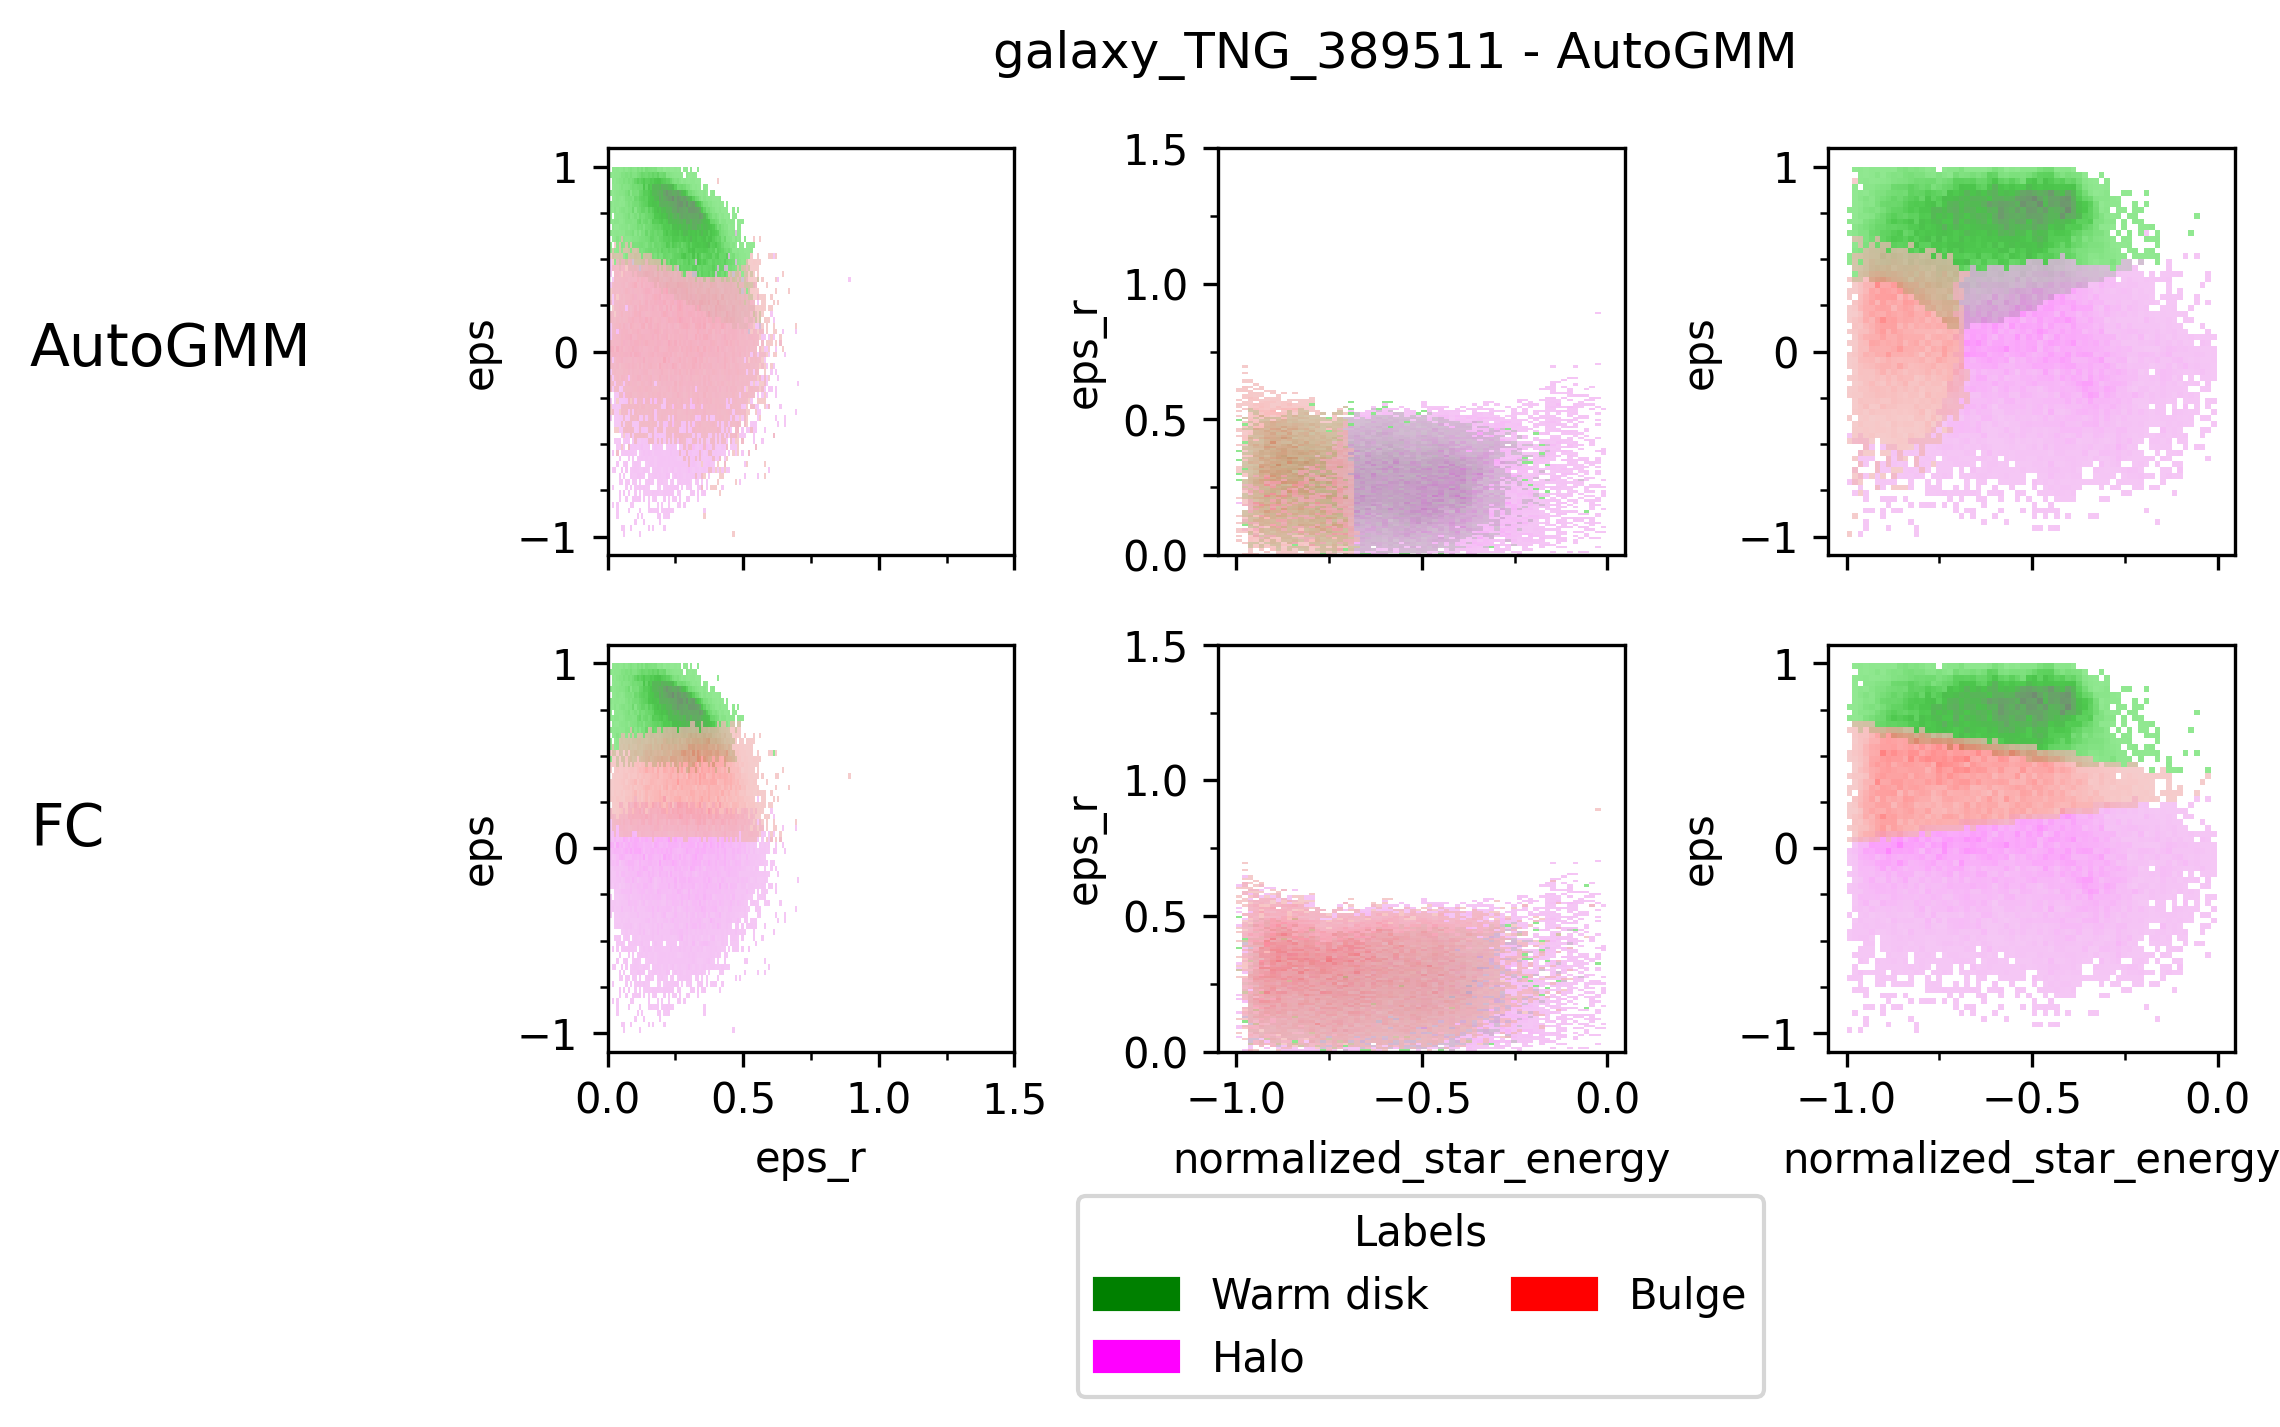 galaxy_TNG_389511 - AutoGMM
AutoGMM
eps
1
0
−1
eps_r
1.5
1.0
0.5
0.0
eps
1
0
−1
FC
eps
1
0
−1
0.0 0.5 1.0 1.5
eps_r
eps_r
1.5
1.0
0.5
0.0
−1.0 −0.5 0.0
normalized_star_energy
eps
1
0
−1
−1.0 −0.5 0.0
normalized_star_energy
Labels
Warm disk
Halo
Bulge